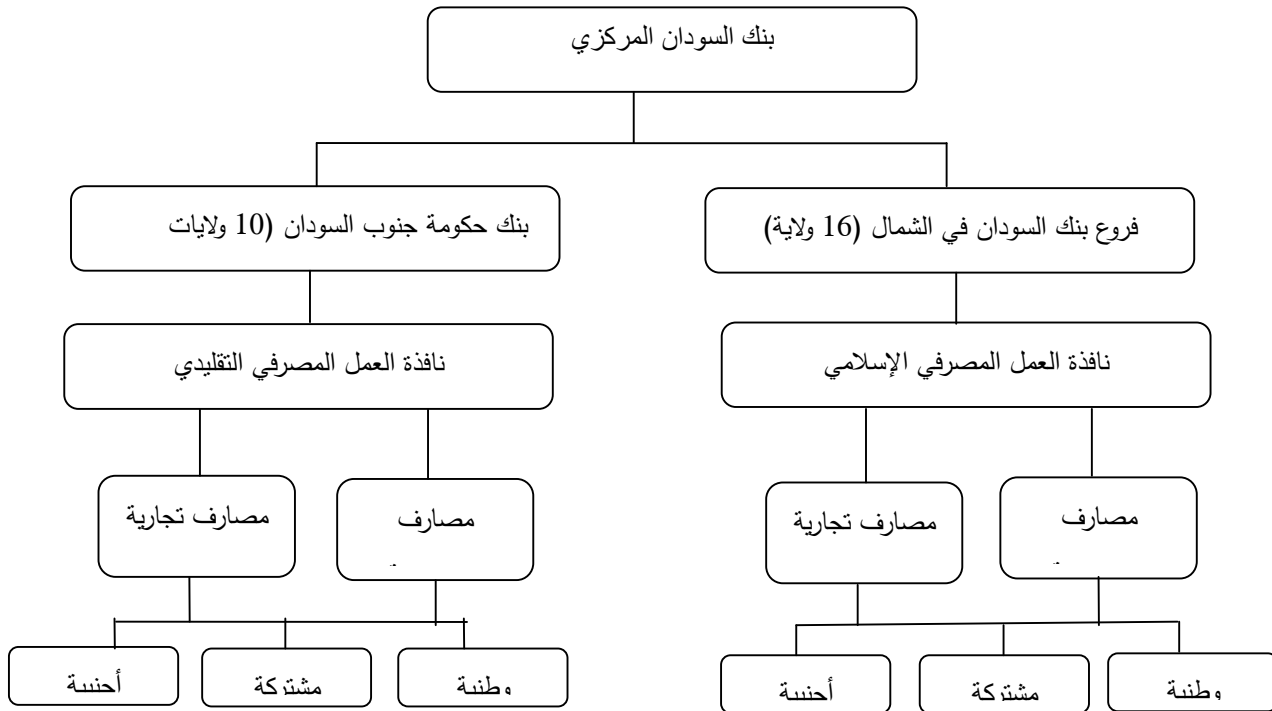 بنك السودان المركزي
فروع بنك السودان في الشمال (16 ولاية)
بنك حكومة جنوب السودان (10 ولايات
نافذة العمل المصرفي الإسلامي
نافذة العمل المصرفي التقليدي
مصارف
مصارف تجارية
مصارف
مصارف تجارية
وطنية
مشتركة
أجنبية
وطنية
مشتركة
أجنبية